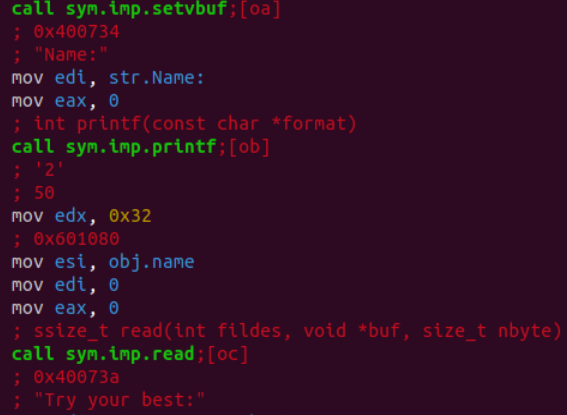 call sym.imp.setvbuf;[oa]
; 0x400734
; "Name:"
mov edi, str.Name:
mov eax, 0
; int printf(const char *format)
call sym.imp.printf;[ob]
; '2'
; 50
mov edx, 0x32
; 0x601080
mov esi, obj.name
mov edi, 0
mov eax, 0
; ssize_t read(int fildes, void *buf, size_t nbyte)
call sym.imp.read;[oc]
; 0x40073a
; "Try your best:"